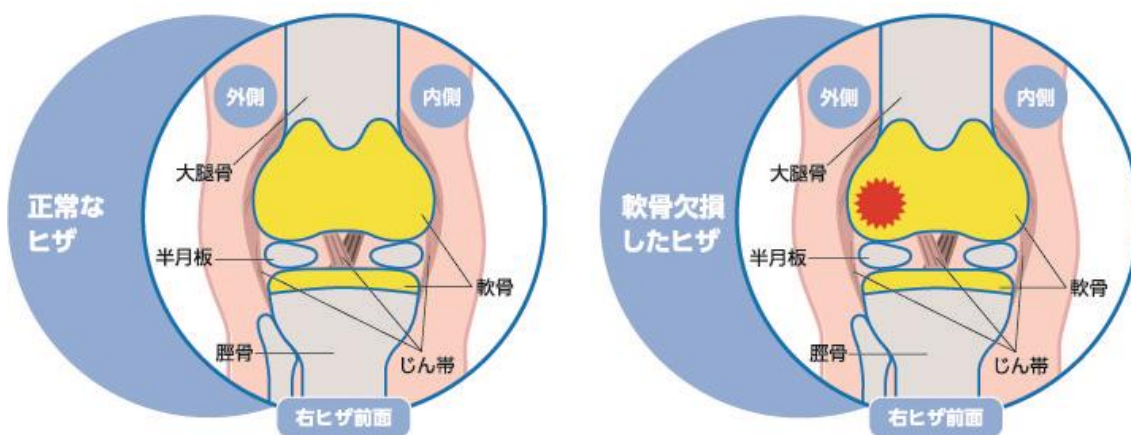 正常な
ヒザ
外側
内側
大腿骨
半月板
軟骨
脛骨
じん帯
右ヒザ前面
軟骨欠損
したヒザ
外側
内側
大腿骨
半月板
軟骨
脛骨
じん帯
右ヒザ前面